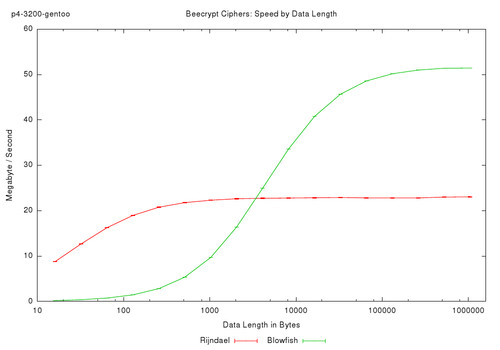 p4-3200-gentoo Beecrypt Ciphers: Speed by Data Length
60
50
40
30
20
10
0
Megabyte / Second
10 100 1000 10000 100000 1000000
Data Length in Bytes
Rijndael Blowfish